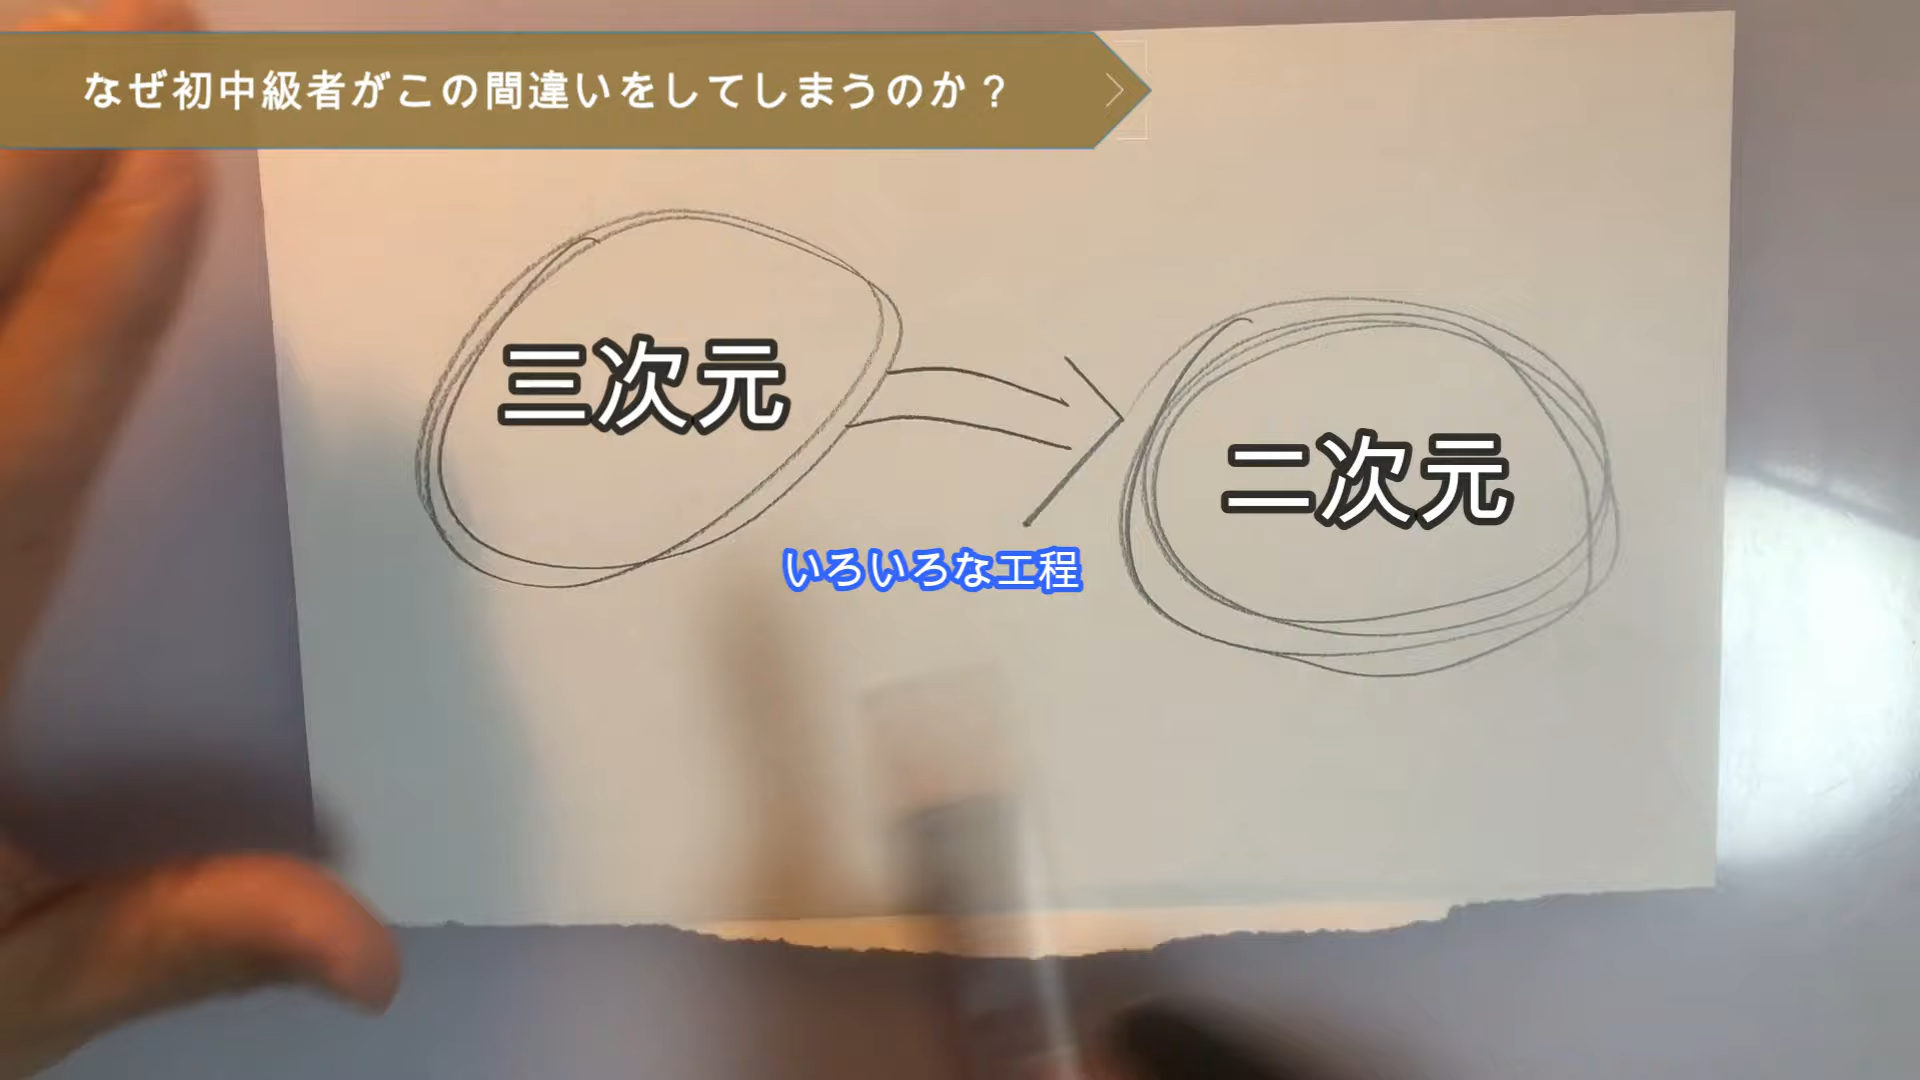 なぜ初中級者がこの間違いをしてしまうのか？
三次元
二次元
いろいろな工程